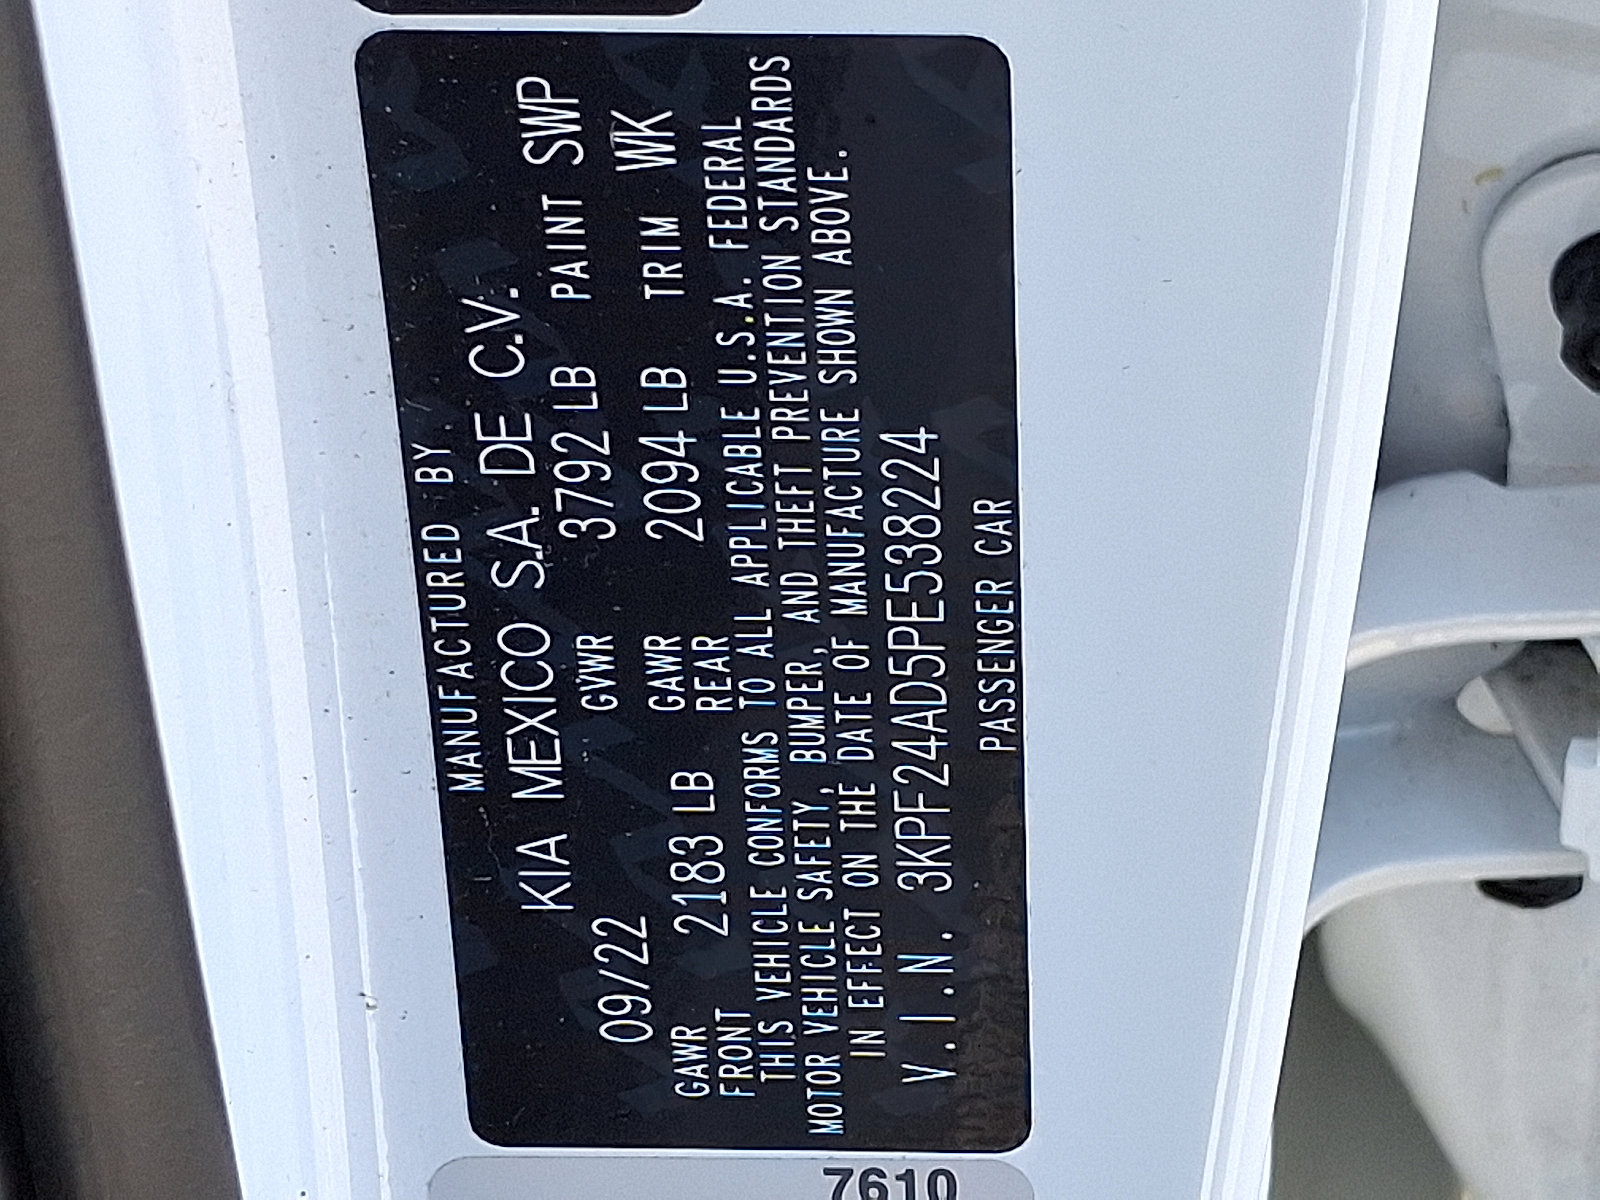 MANUFACTURED BY
KIA MEXICO S.A. DE C.V.
09/22 GVWR 3792 LB PAINT SWP
GAWR FRONT 2183 LB GAWR REAR 2094 LB TRIM WK
THIS VEHICLE CONFORMS TO ALL APPLICABLE U.S.A. FEDERAL
MOTOR VEHICLE SAFETY, BUMPER, AND THEFT PREVENTION STANDARDS
IN EFFECT ON THE DATE OF MANUFACTURE SHOWN ABOVE.
V.I.N. 3KPF24AD5PE538224
PASSENGER CAR
7610